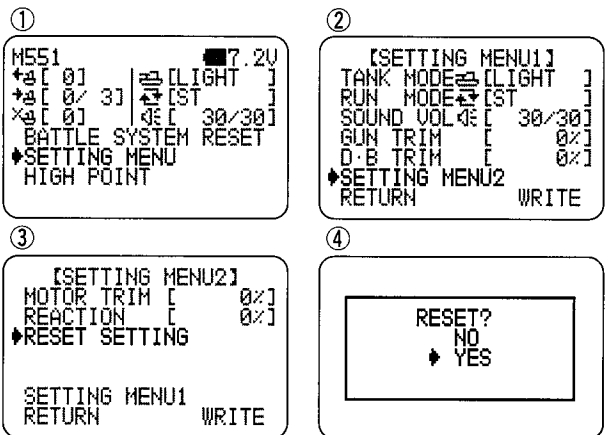 ① ②
M551 7.2V
[ 0] [LIGHT ]
[ 0/ 3] [ST ]
×[ 0] [ 30/30]
BATTLE SYSTEM RESET
SETTING MENU
HIGH POINT
[SETTING MENU1]
TANK MODE [LIGHT ]
RUN MODE [ST ]
SOUND VOL [ 30/30]
GUN TRIM [ 0%]
D·B TRIM [ 0%]
SETTING MENU2
RETURN WRITE
③ ④
[SETTING MENU2]
MOTOR TRIM [ 0%]
REACTION [ 0%]
RESET SETTING
SETTING MENU1
RETURN WRITE
RESET?
NO
YES